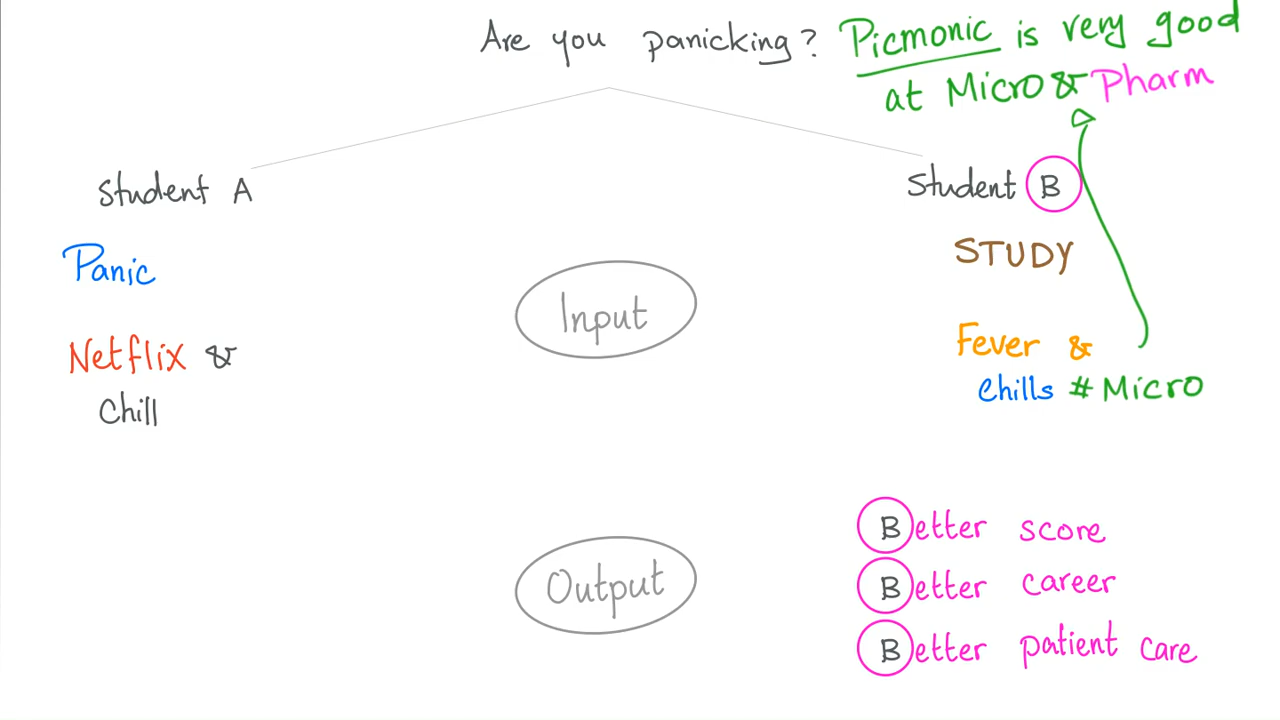 Are you panicking? Picmonic is very good
at Micro & Pharm
Student A
Student B
Panic
STUDY
Input
Netflix &
Chill
Fever &
chills # Micro
Output
Better score
Better career
Better patient care